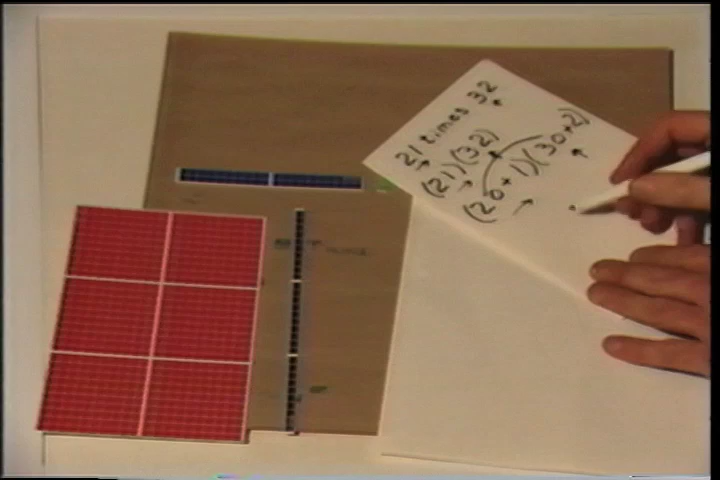 21 times 32
(21)(32)
(20+1)(30+2)